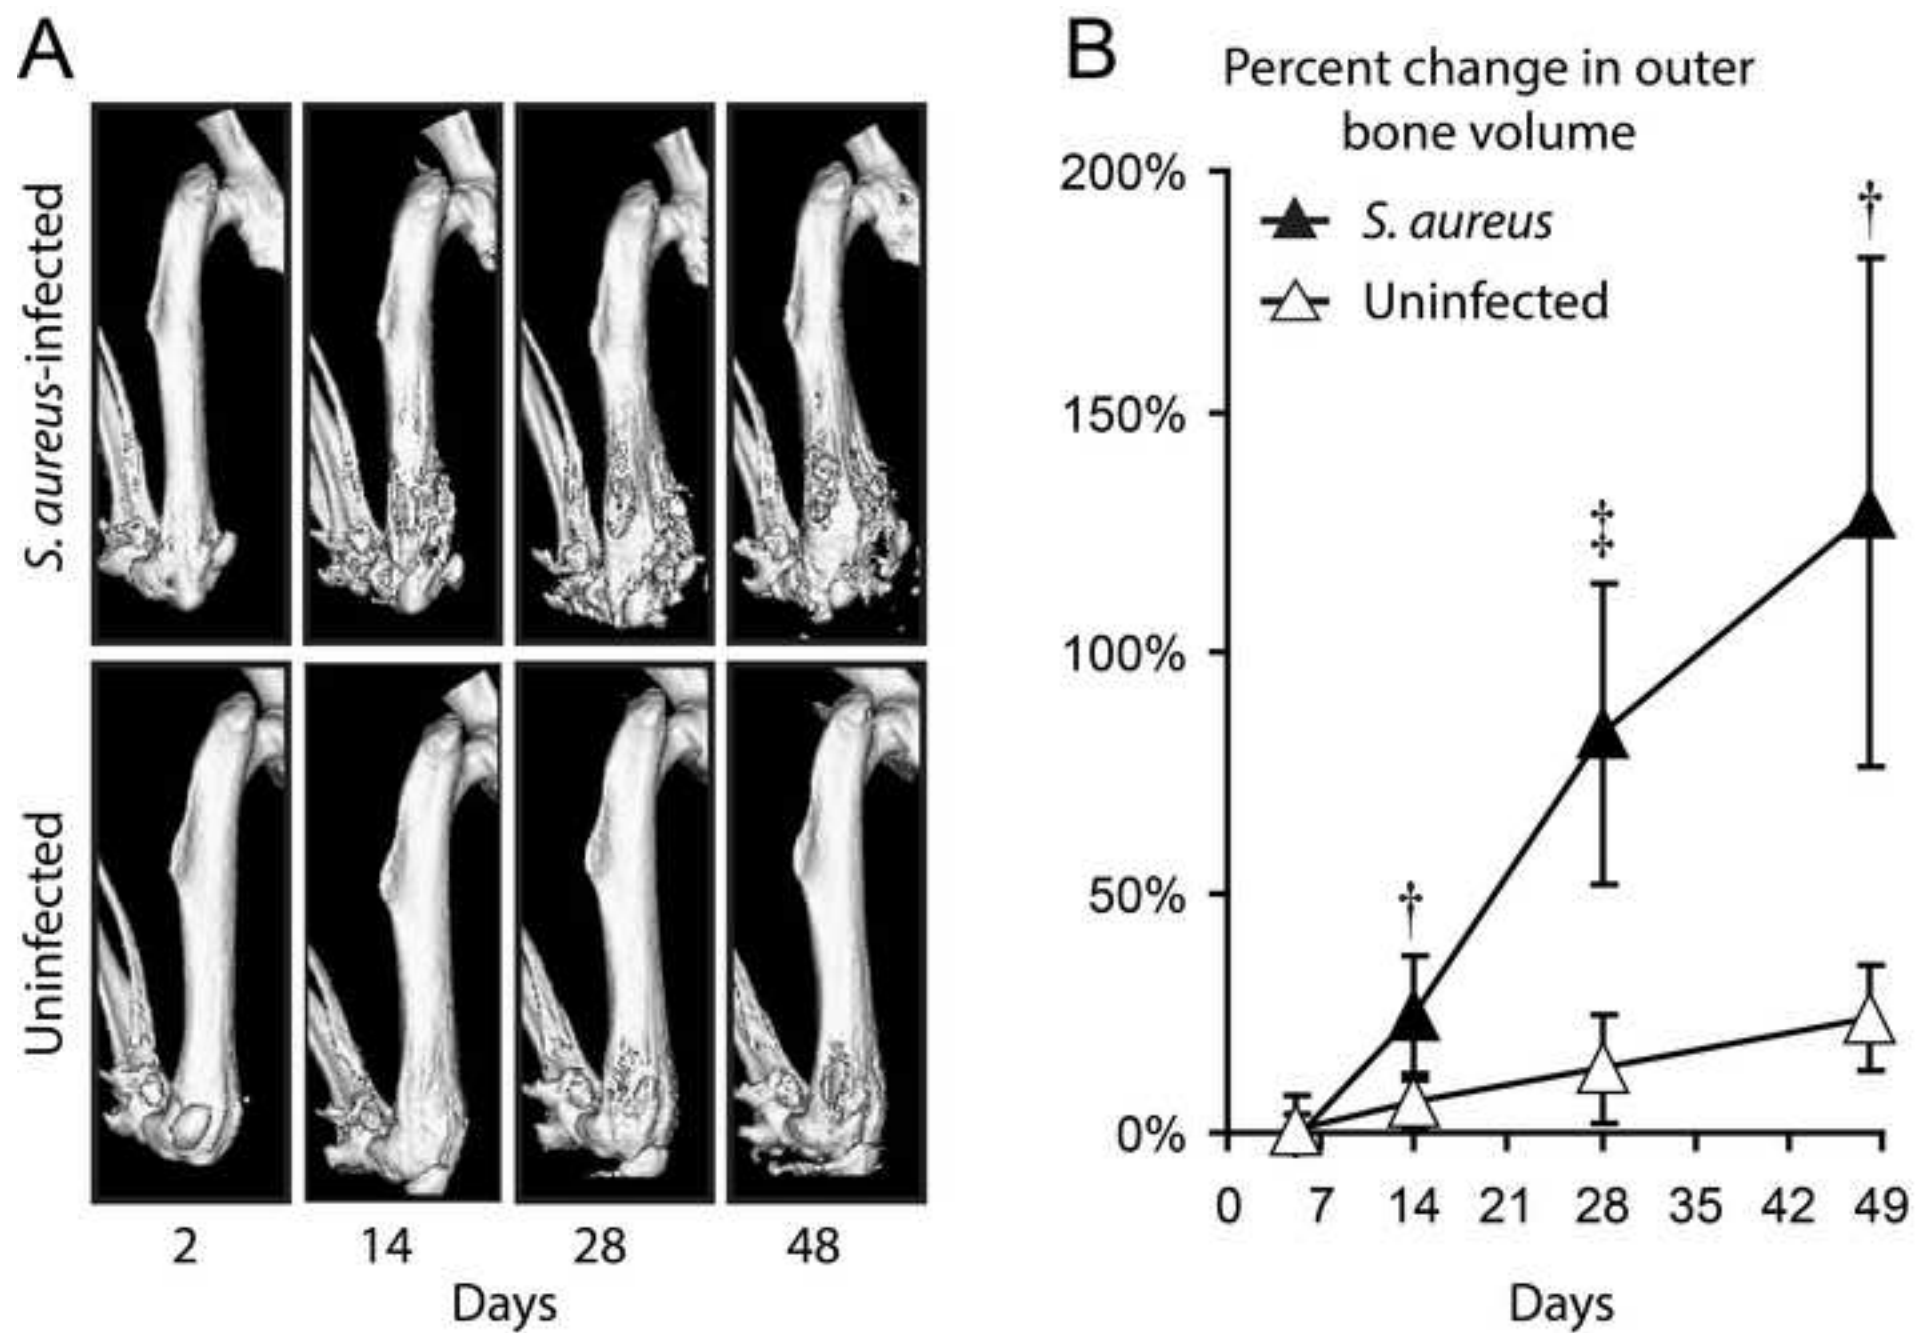 A
S. aureus-infected
Uninfected
2 14 28 48
Days
B
Percent change in outer
bone volume
200%
150%
100%
50%
0%
S. aureus
Uninfected
†
‡
†
0 7 14 21 28 35 42 49
Days